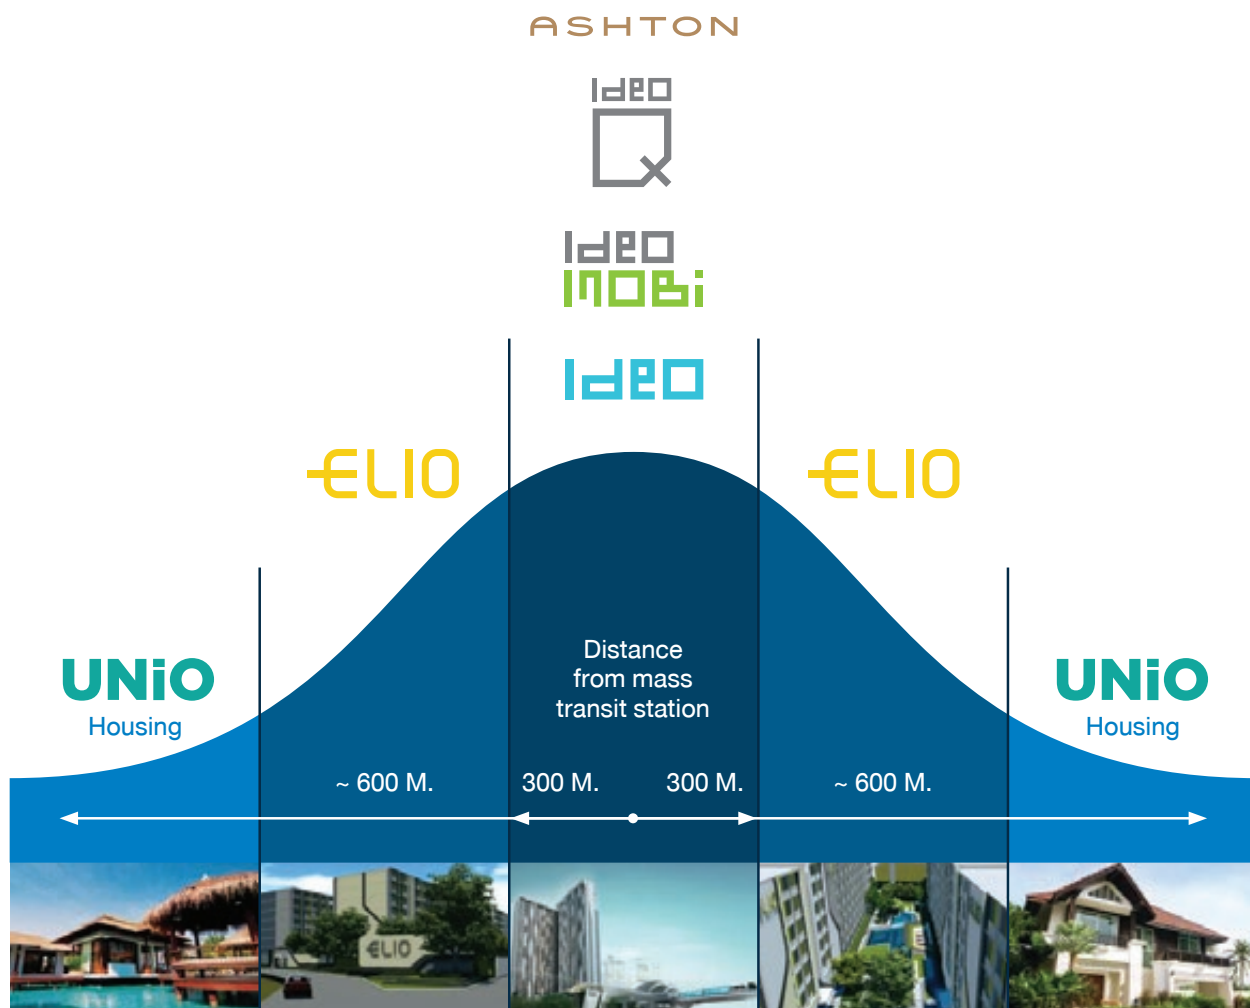 ASHTON
IdeO
Q
IdeO
MOBi
IdeO
ELIO
ELIO
Distance
from mass
transit station
UNiO
Housing
UNiO
Housing
~ 600 M.
300 M.
300 M.
~ 600 M.
ELIO